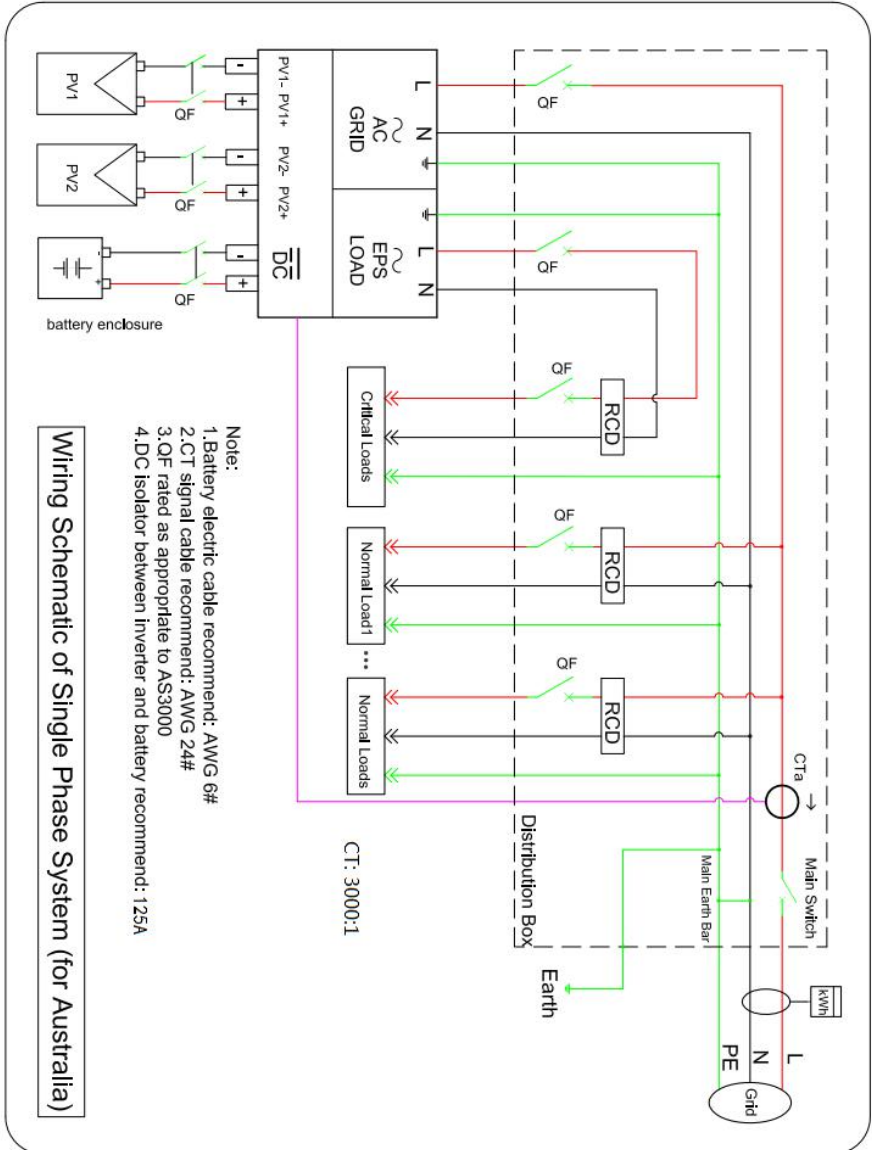 Wiring Schematic of Single Phase System (for Australia)
Note:
1.Battery electric cable recommend: AWG 6#
2.CT signal cable recommend: AWG 24#
3.QF rated as appropriate to AS3000
4.DC isolator between inverter and battery recommend: 125A
PV1
PV2
battery enclosure
QF
QF
QF
- +
- +
- +
- +
PV1- PV1+
PV2- PV2+
DC
AC
GRID
EPS
LOAD
L
N
L
N
QF
QF
QF
RCD
Critical Loads
QF
RCD
Normal Load1
...
QF
RCD
Normal Loads
CT: 3000:1
Distribution Box
CTa
→
Main Switch
Main Earth Bar
Earth
kWh
L
N
PE
Grid